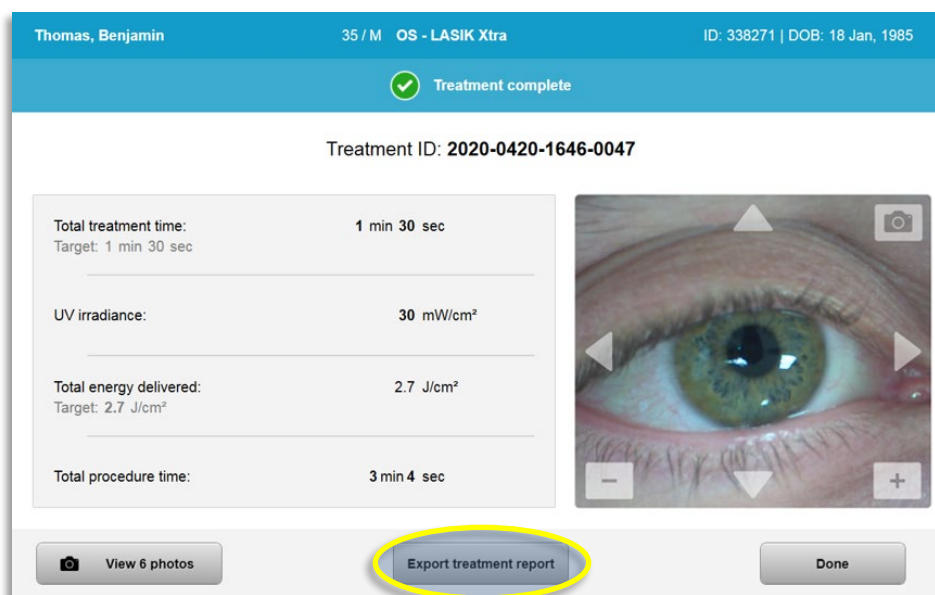 Thomas, Benjamin 35 / M OS - LASIK Xtra ID: 338271 | DOB: 18 Jan, 1985
Treatment complete
Treatment ID: 2020-0420-1646-0047
Total treatment time: 1 min 30 sec
Target: 1 min 30 sec
UV irradiance: 30 mW/cm²
Total energy delivered: 2.7 J/cm²
Target: 2.7 J/cm²
Total procedure time: 3 min 4 sec
View 6 photos Export treatment report Done